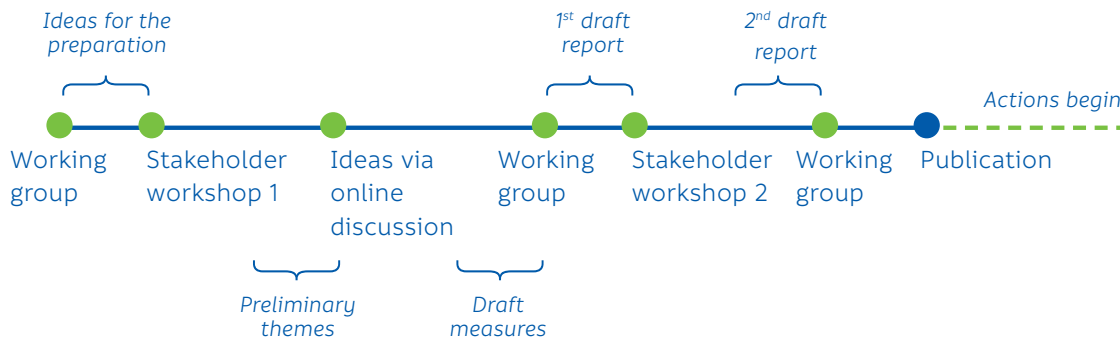 Ideas for the
preparation
1st draft
report
2nd draft
report
Actions begin
Working
group
Stakeholder
workshop 1
Ideas via
online
discussion
Working
group
Stakeholder
workshop 2
Working
group
Publication
Preliminary
themes
Draft
measures